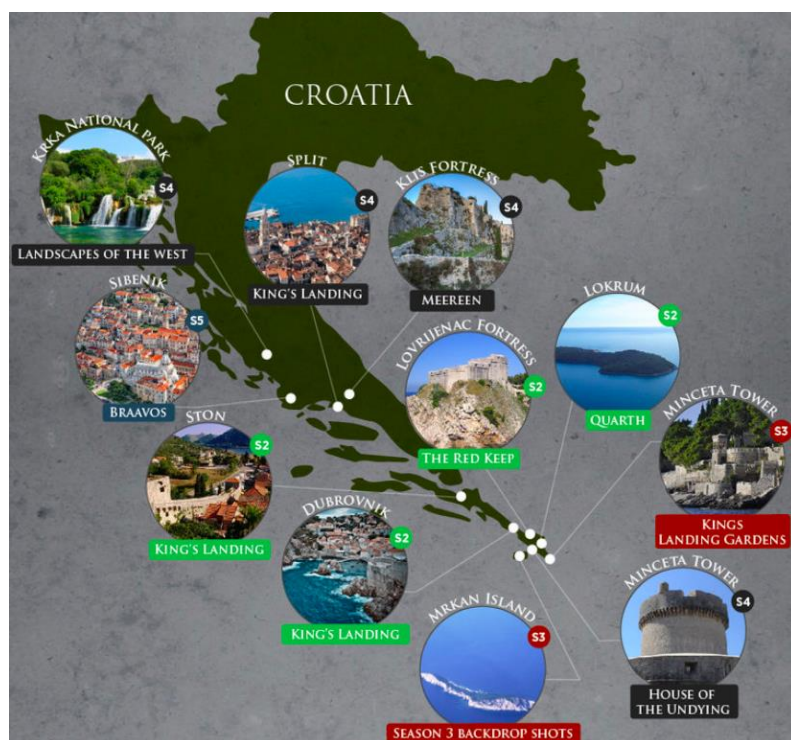 CROATIA
KRKA NATIONAL PARK
S4
LANDSCAPES OF THE WEST
SPLIT
S4
KING'S LANDING
KLIS FORTRESS
S4
MEEREEN
SIBENIK
S5
BRAAVOS
LOVRIJENAC FORTRESS
S2
THE RED KEEP
LOKRUM
S2
QUARTH
STON
S2
KING'S LANDING
MINCETA TOWER
S3
KINGS
LANDING GARDENS
DUBROVNIK
S2
KING'S LANDING
MRKAN ISLAND
S3
SEASON 3 BACKDROP SHOTS
MINCETA TOWER
S4
HOUSE OF
THE UNDYING